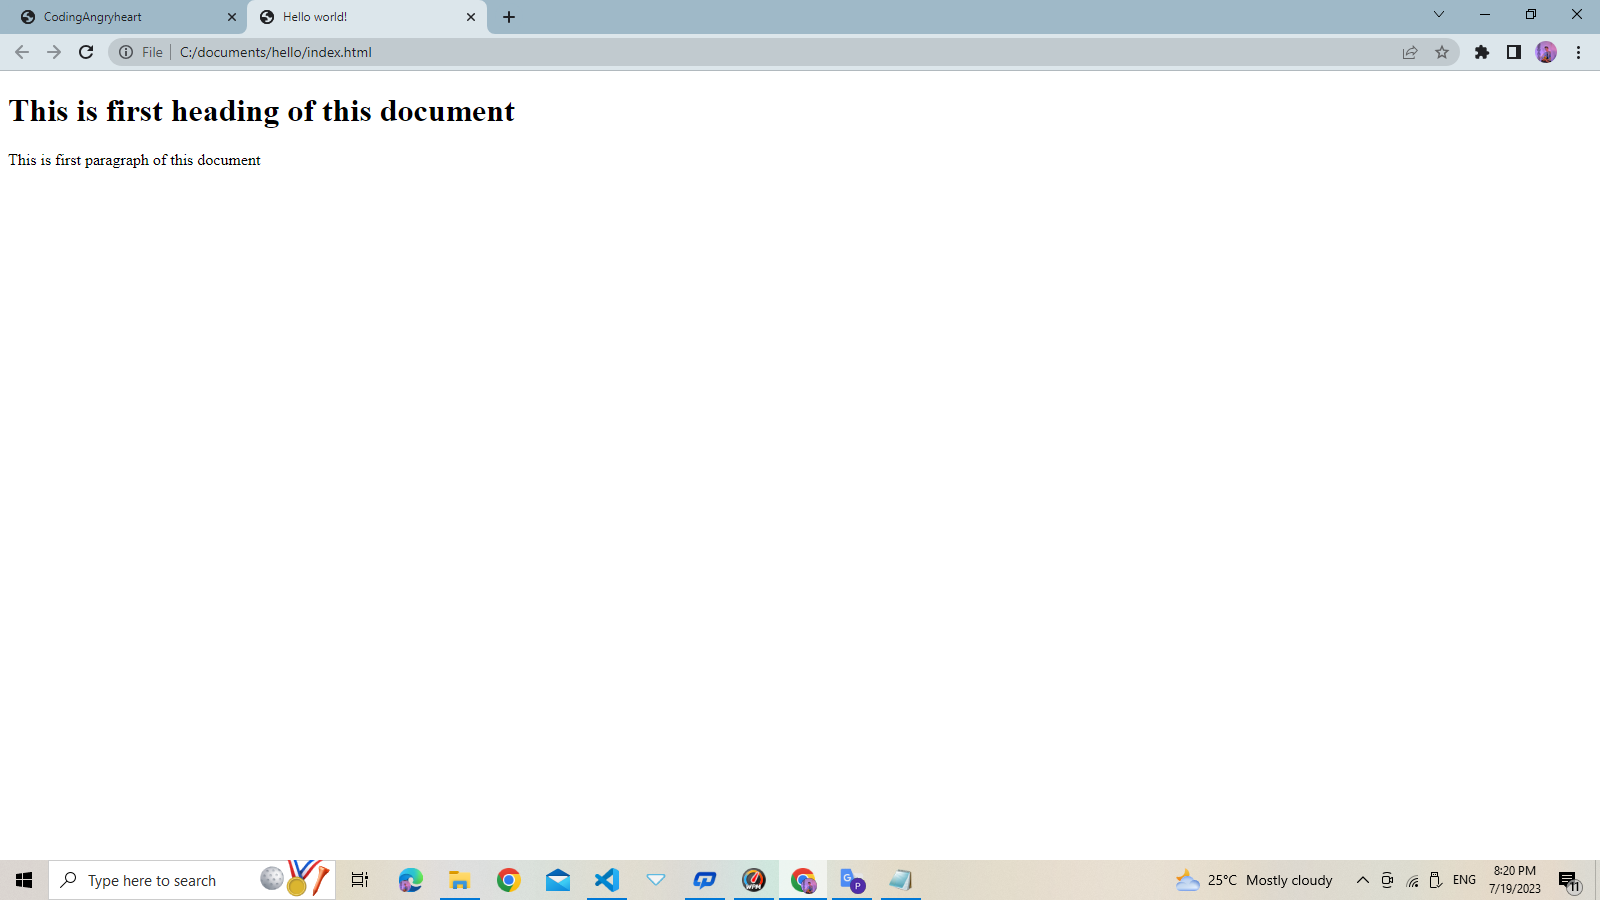 CodingAngryheart
Hello world!
File
C:/documents/hello/index.html
This is first heading of this document
This is first paragraph of this document
Type here to search
WPM
G
P
25°C Mostly cloudy
ENG
8:20 PM
7/19/2023
11